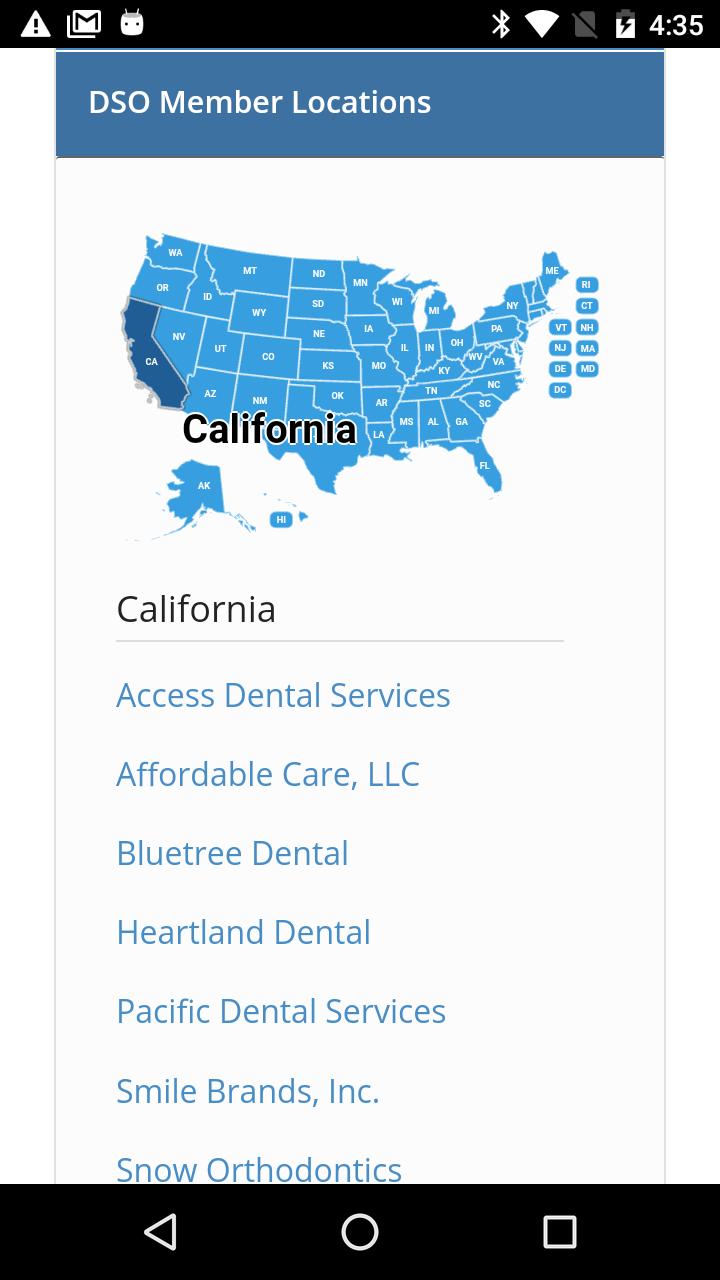 4:35
DSO Member Locations
WA
MT
ND
MN
ME
OR
ID
WY
SD
WI
MI
NY
RI
CT
NV
UT
CO
NE
IA
IL
IN
OH
PA
VT
NH
CA
KS
MO
KY
WV
VA
NJ
MA
DE
MD
AZ
NM
OK
AR
TN
NC
SC
DC
MS
AL
GA
LA
California
FL
AK
HI
California
Access Dental Services
Affordable Care, LLC
Bluetree Dental
Heartland Dental
Pacific Dental Services
Smile Brands, Inc.
Snow Orthodontics